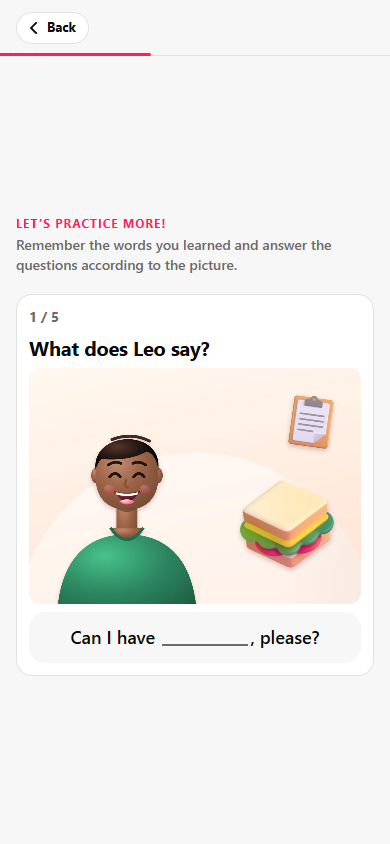 Back
LET'S PRACTICE MORE!
Remember the words you learned and answer the
questions according to the picture.
1 / 5
What does Leo say?
Can I have __________, please?